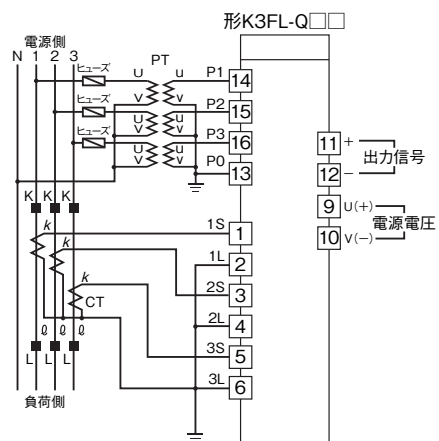 形K3FL-Q□□
電源側
N 1 2 3
PT
ヒューズ U u P1 14
V v
ヒューズ U u P2 15
V v
ヒューズ U u P3 16
V v P0 13
11 +
出力信号
12 −
9 U(+)
電源電圧
10 V(−)
K K K
k 1S 1
k 1L 2
2S 3
k
CT
2L 4
ℓ ℓ ℓ
3S 5
L L L
3L 6
負荷側